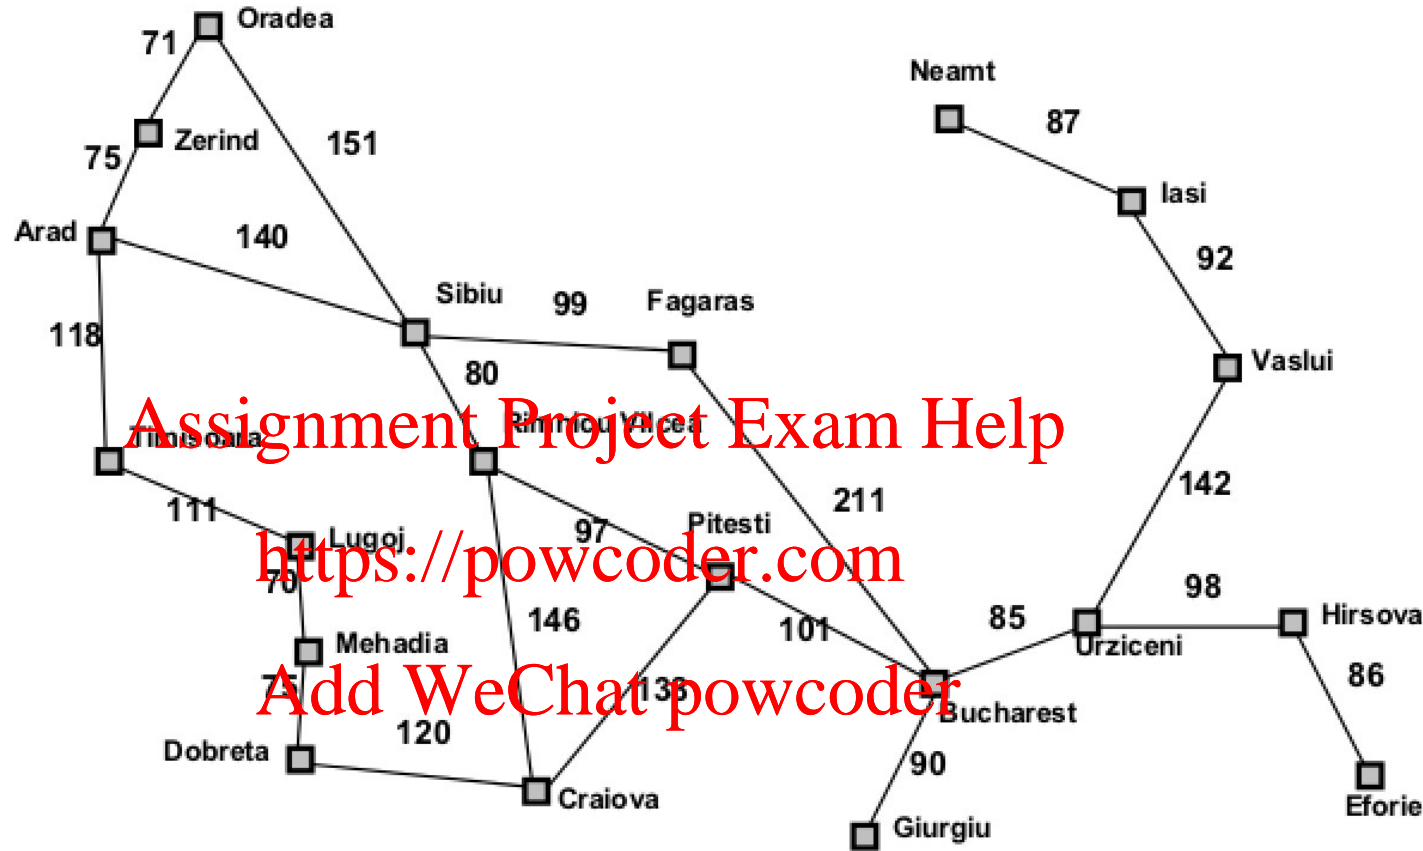 Oradea
71
Neamt
87
Zerind
151
75
Iasi
Arad
140
92
Sibiu
99
Fagaras
118
80
Vaslui
Assignment Project Exam Help
Timisoara
Rimnicu Vilcea
111
97
Pitesti
211
142
Lugoj
https://powcoder.com
70
146
101
85
98
Hirsova
Mehadia
Urziceni
75
Add WeChat powcoder
86
Bucharest
120
Dobreta
90
Craiova
Eforie
Giurgiu